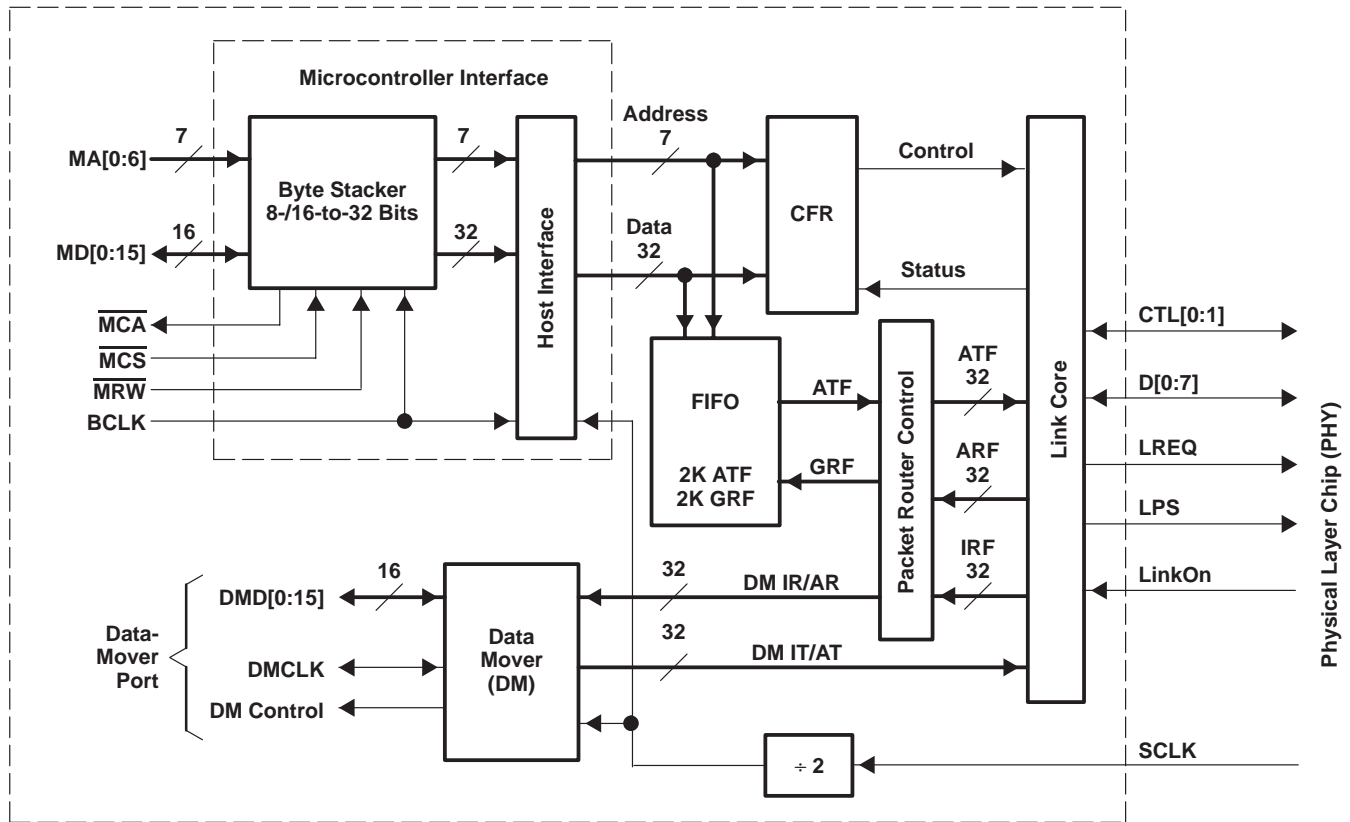 Microcontroller Interface
MA[0:6]
7
Byte Stacker
8-/16-to-32 Bits
7
MD[0:15]
16
32
MCA
MCS
MRW
BCLK
Host Interface
Address
7
Data
32
CFR
Control
Status
FIFO
2K ATF
2K GRF
ATF
GRF
Packet Router Control
ATF
32
ARF
32
IRF
32
Link Core
CTL[0:1]
D[0:7]
LREQ
LPS
LinkOn
Physical Layer Chip (PHY)
Data-
Mover
Port
DMD[0:15]
16
DMCLK
DM Control
Data
Mover
(DM)
32
DM IR/AR
32
DM IT/AT
÷ 2
SCLK